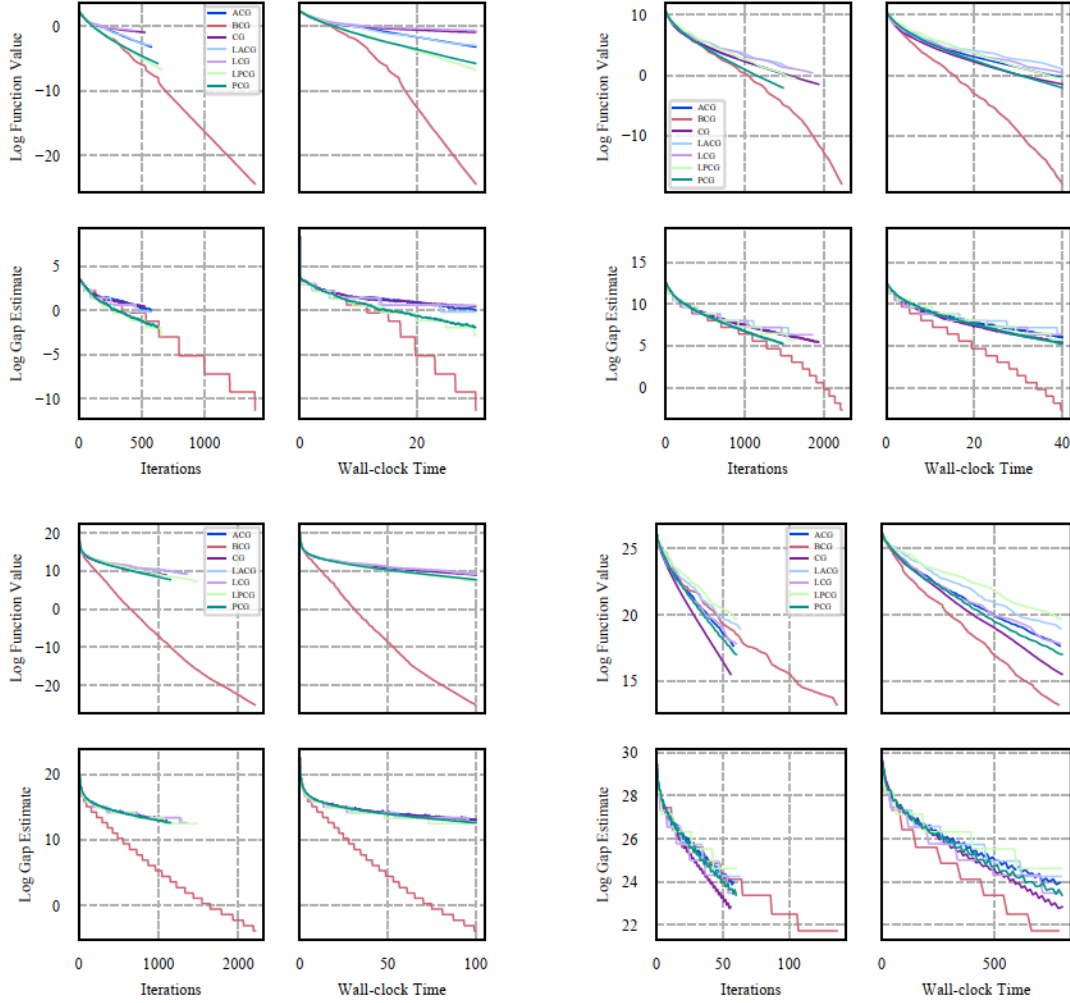 Log Function Value
0
−10
−20
ACG
BCG
CG
LACG
LCG
LPCG
PCG
Log Gap Estimate
5
0
−5
−10
0
500
1000
Iterations
0
20
Wall-clock Time
Log Function Value
10
0
−10
ACG
BCG
CG
LACG
LCG
LPCG
PCG
Log Gap Estimate
15
10
5
0
0
1000
2000
Iterations
0
20
40
Wall-clock Time
Log Function Value
20
10
0
−10
−20
ACG
BCG
CG
LACG
LCG
LPCG
PCG
Log Gap Estimate
20
10
0
0
1000
2000
Iterations
0
50
100
Wall-clock Time
Log Function Value
25
20
15
ACG
BCG
CG
LACG
LCG
LPCG
PCG
Log Gap Estimate
30
28
26
24
22
0
50
100
Iterations
0
500
Wall-clock Time